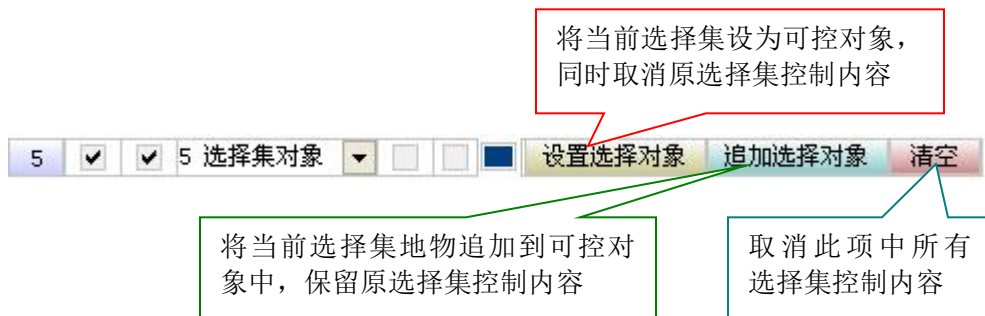 将当前选择集设为可控对象，
同时取消原选择集控制内容
5 5 选择集对象 设置选择对象 追加选择对象 清空
将当前选择集地物追加到可控对
象中，保留原选择集控制内容
取消此项中所有
选择集控制内容